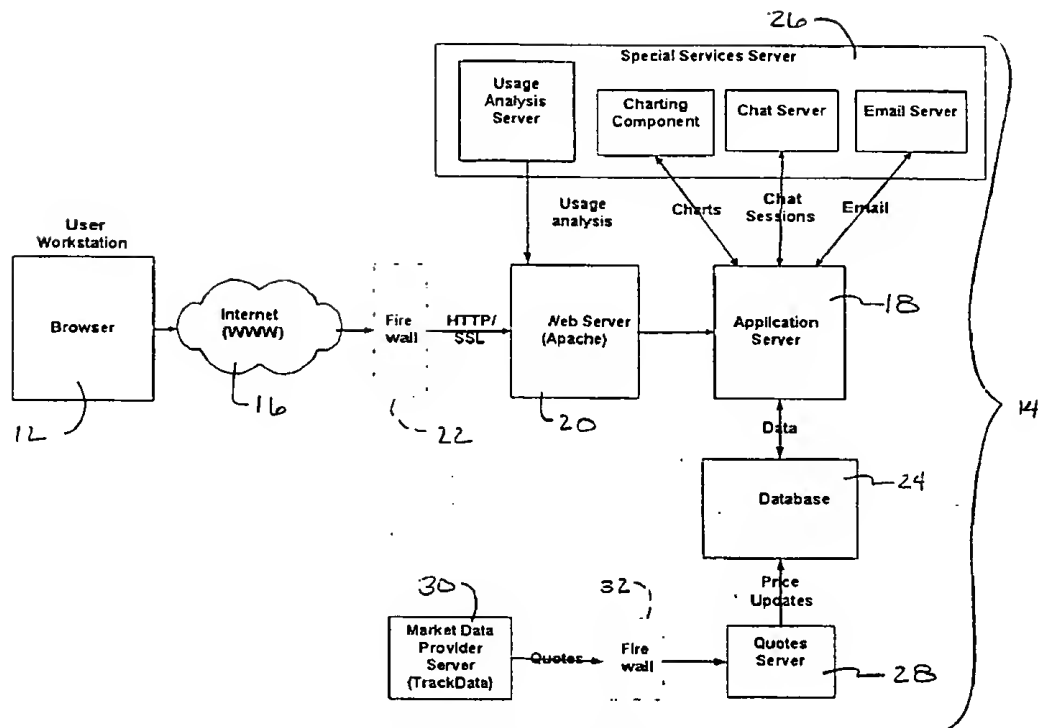 26
Special Services Server
Usage
Analysis
Server
Charting
Component
Chat Server
Email Server
Usage
analysis
Charts
Chat
Sessions
Email
User
Workstation
Browser
Internet
(WWW)
Fire
wall
HTTP/
SSL
Web Server
(Apache)
Application
Server
18
12
16
22
20
14
Data
Database
24
Price
Updates
30
32
Market Data
Provider
Server
(TrackData)
Quotes
Fire
wall
Quotes
Server
28